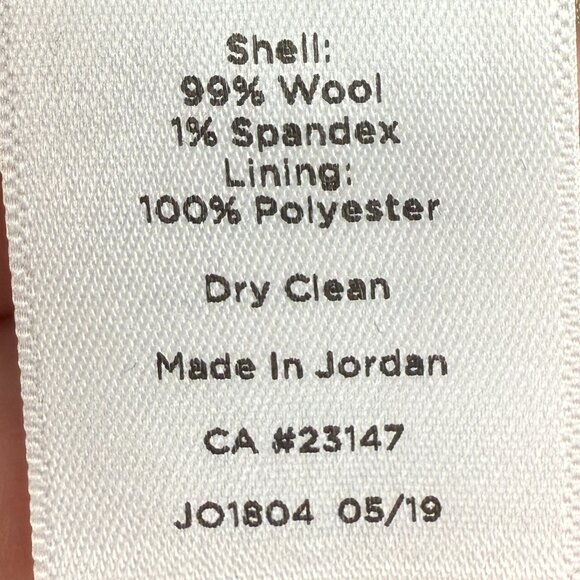 Shell:
99% Wool
1% Spandex
Lining:
100% Polyester
Dry Clean
Made In Jordan
CA #23147
JO1804 05/19